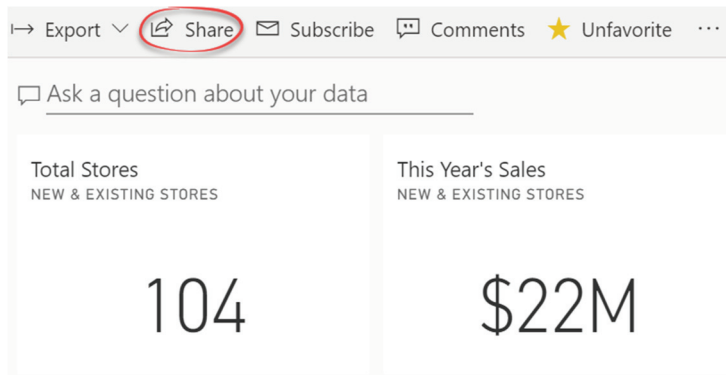 Export Share Subscribe Comments Unfavorite ...
Ask a question about your data
Total Stores
NEW & EXISTING STORES
104
This Year's Sales
NEW & EXISTING STORES
$22M